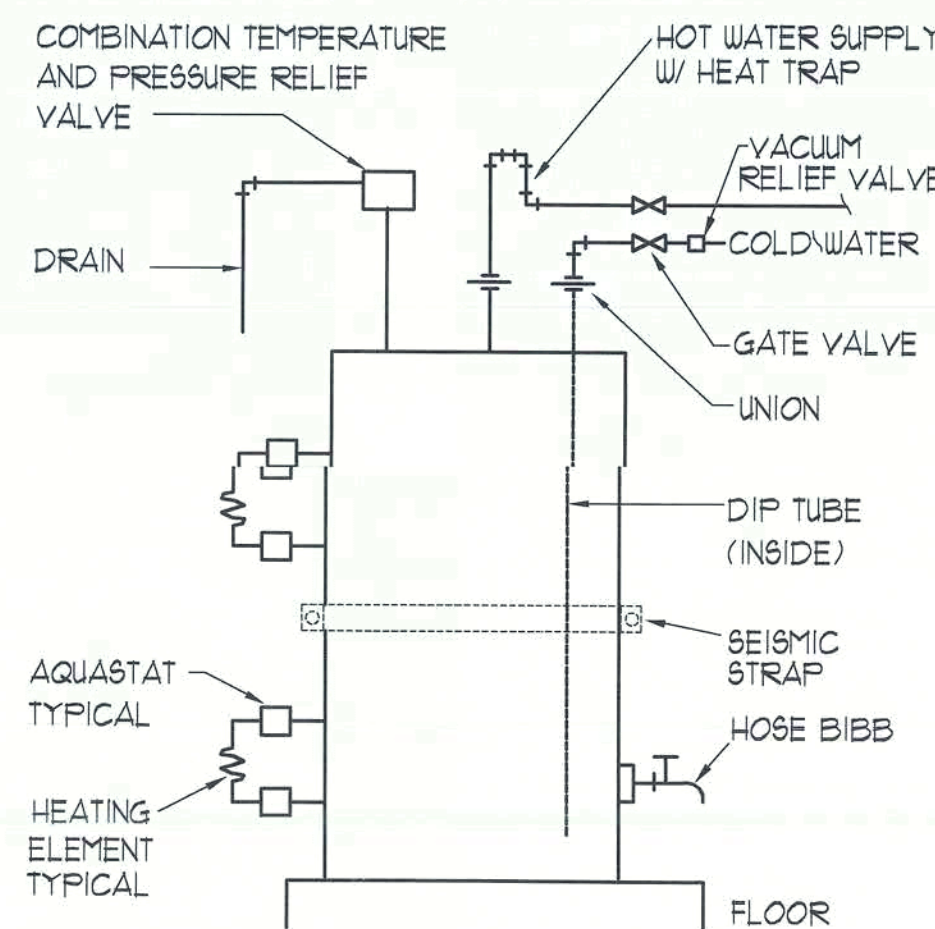 COMBINATION TEMPERATURE
AND PRESSURE RELIEF
VALVE
HOT WATER SUPPLY
W/ HEAT TRAP
VACUUM
RELIEF VALVE
COLD\WATER
DRAIN
GATE VALVE
UNION
DIP TUBE
(INSIDE)
SEISMIC
STRAP
AQUASTAT
TYPICAL
HOSE BIBB
HEATING
ELEMENT
TYPICAL
FLOOR